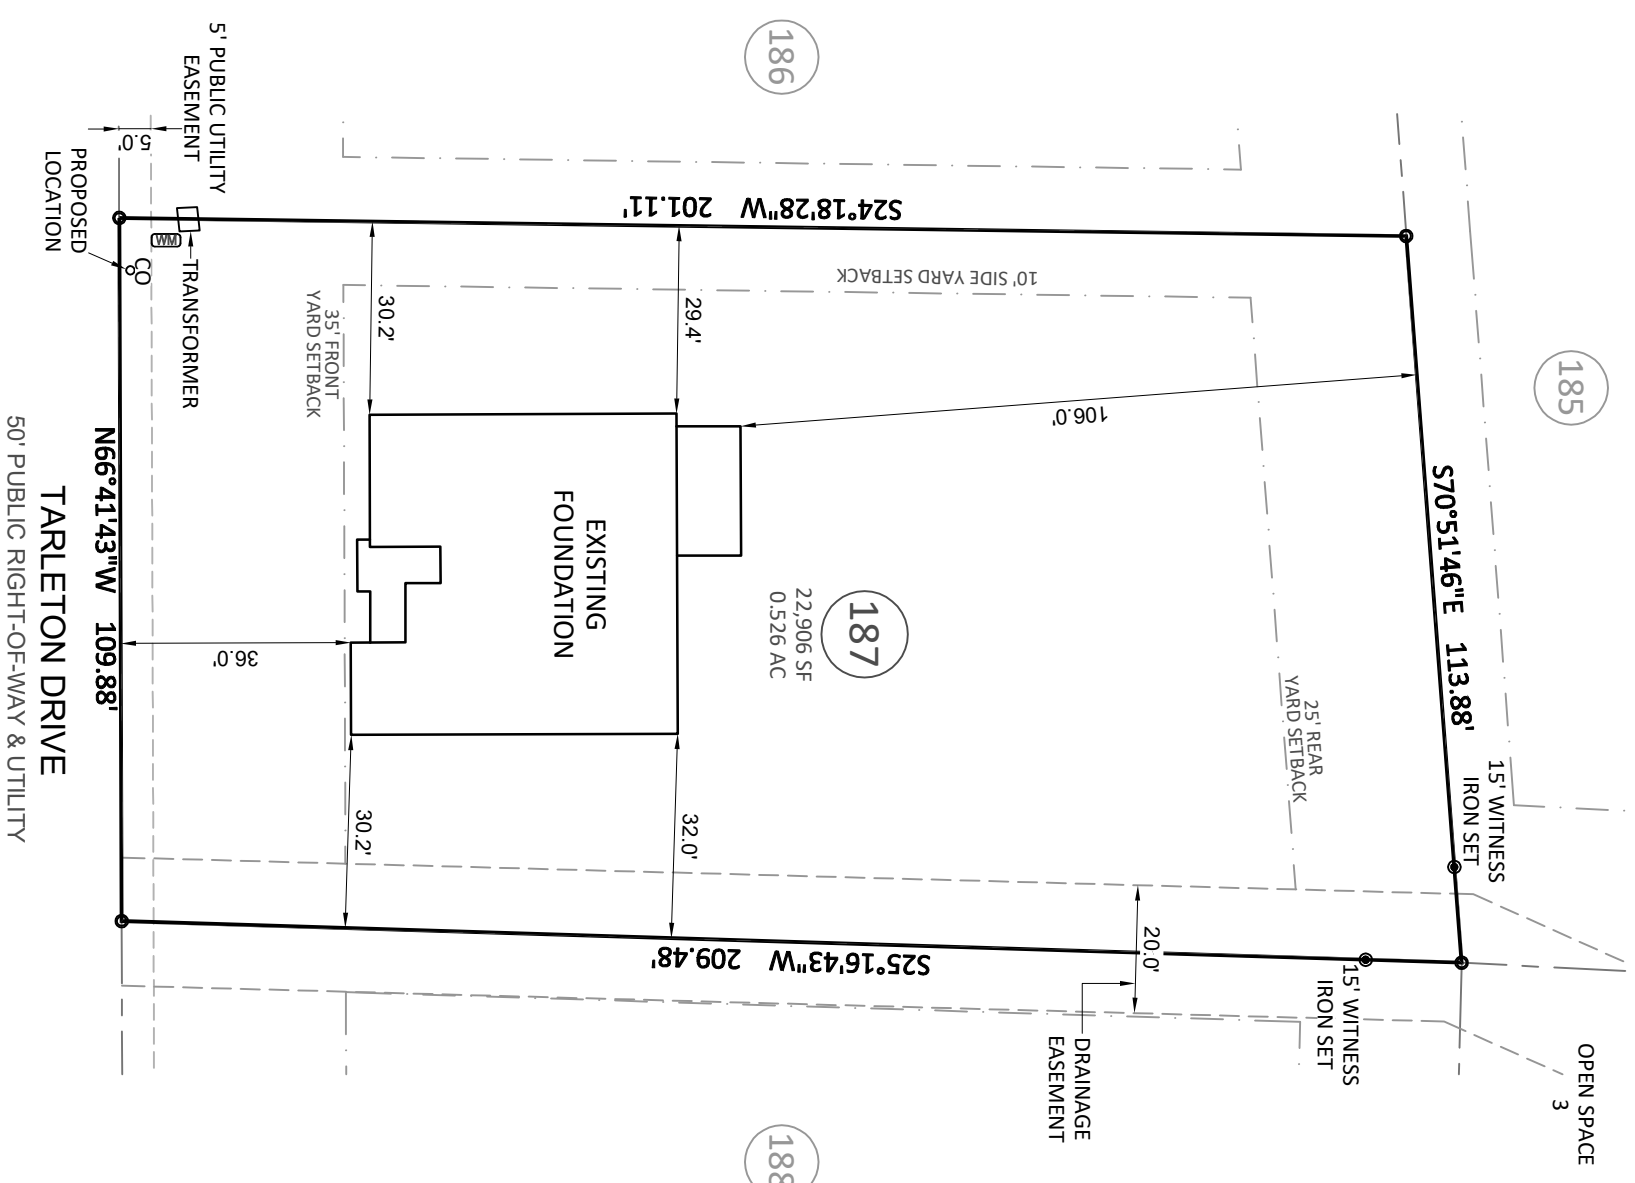 186
5' PUBLIC UTILITY
EASEMENT
5.0'
PROPOSED
LOCATION
WM
CO
TRANSFORMER
S24°18'28"W 201.11'
10' SIDE YARD SETBACK
35' FRONT
YARD SETBACK
30.2'
29.4'
106.0'
185
S70°51'46"E 113.88'
EXISTING
FOUNDATION
187
22,906 SF
0.526 AC
N66°41'43"W 109.88'
TARLETON DRIVE
50' PUBLIC RIGHT-OF-WAY & UTILITY
36.0'
25' REAR
YARD SETBACK
15' WITNESS
IRON SET
30.2'
32.0'
20.0'
S25°16'43"W 209.48'
15' WITNESS
IRON SET
DRAINAGE
EASEMENT
OPEN SPACE
3
188